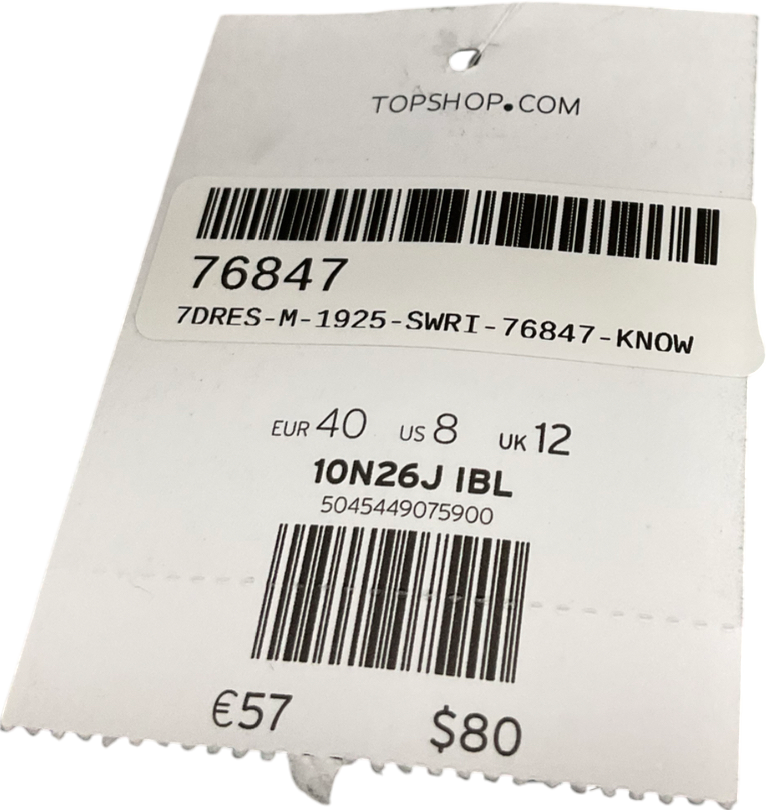 TOPSHOP.COM
76847
7DRES-M-1925-SWRI-76847-KNOW
EUR 40 US 8 UK 12
10N26J IBL
5045449075900
€57 $80